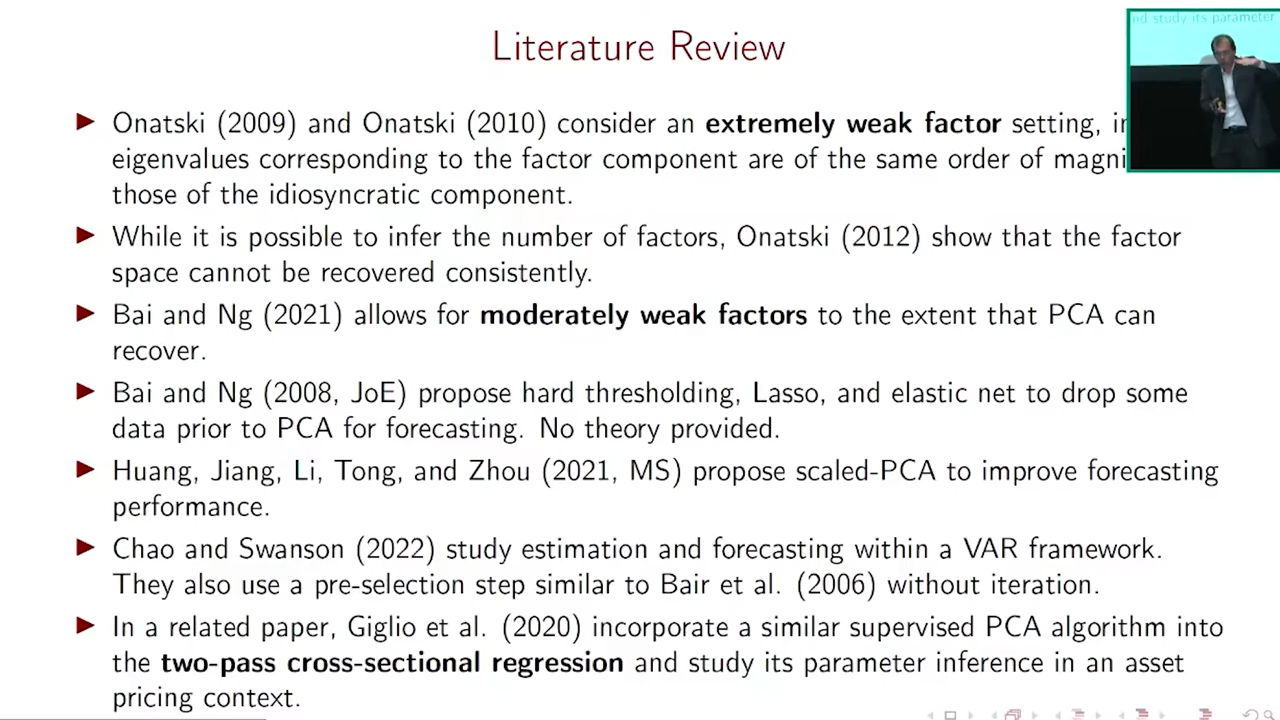 Literature Review
nd study its parameter
▶ Onatski (2009) and Onatski (2010) consider an extremely weak factor setting, in
eigenvalues corresponding to the factor component are of the same order of magni
those of the idiosyncratic component.
▶ While it is possible to infer the number of factors, Onatski (2012) show that the factor
space cannot be recovered consistently.
▶ Bai and Ng (2021) allows for moderately weak factors to the extent that PCA can
recover.
▶ Bai and Ng (2008, JoE) propose hard thresholding, Lasso, and elastic net to drop some
data prior to PCA for forecasting. No theory provided.
▶ Huang, Jiang, Li, Tong, and Zhou (2021, MS) propose scaled-PCA to improve forecasting
performance.
▶ Chao and Swanson (2022) study estimation and forecasting within a VAR framework.
They also use a pre-selection step similar to Bair et al. (2006) without iteration.
▶ In a related paper, Giglio et al. (2020) incorporate a similar supervised PCA algorithm into
the two-pass cross-sectional regression and study its parameter inference in an asset
pricing context.